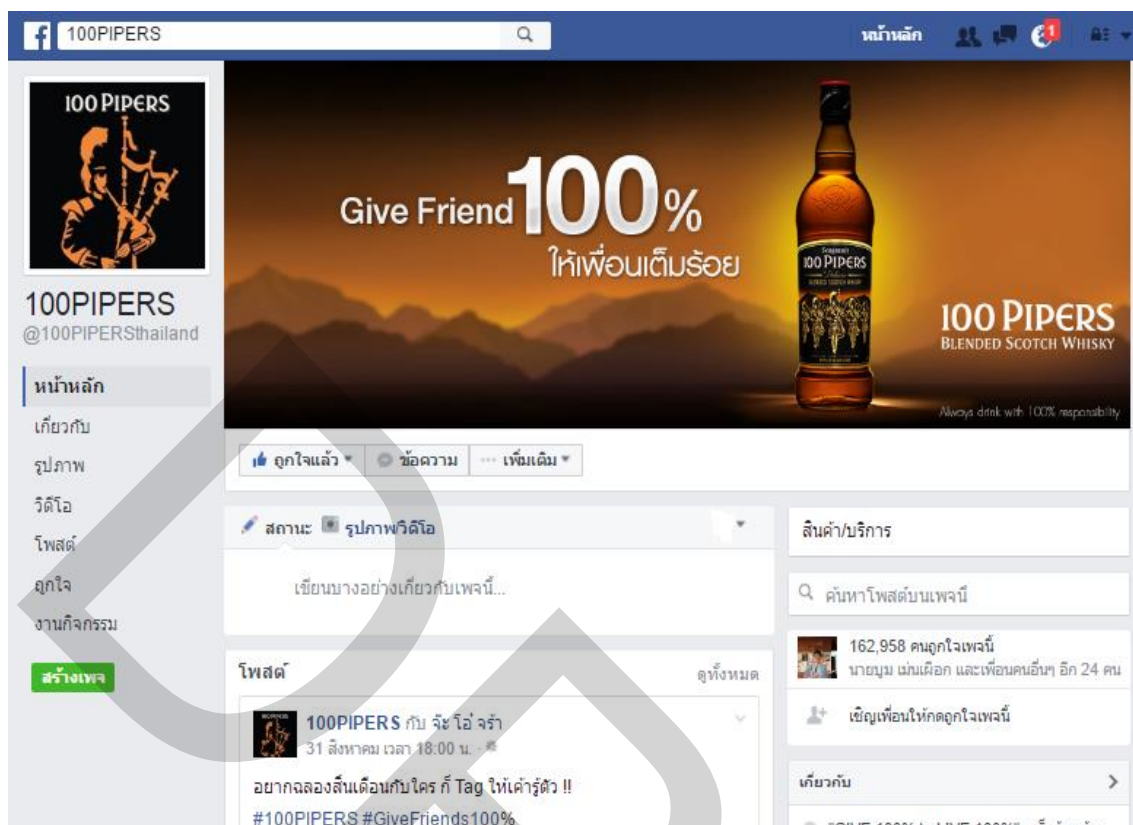 100PIPERS
หน้าหลัก
1
100 PIPERS
100PIPERS
@100PIPERSthailand
หน้าหลัก
เกี่ยวกับ
รูปภาพ
วิดีโอ
โพสต์
ถูกใจ
งานกิจกรรม
สร้างเพจ
Give Friend 100%
ให้เพื่อนเต็มร้อย
Seagram's
100 PIPERS
Deluxe
BLENDED SCOTCH WHISKY
100 PIPERS
BLENDED SCOTCH WHISKY
Always drink with 100% responsibility
ถูกใจแล้ว
ข้อความ
เพิ่มเติม
สถานะ รูปภาพ/วิดีโอ
เขียนบางอย่างเกี่ยวกับเพจนี้...
โพสต์
ดูทั้งหมด
100PIPERS กับ จ๊ะ โอ๋ จร้า
31 สิงหาคม เวลา 18:00 น. ·
อยากฉลองสิ้นเดือนกับใคร ก็ Tag ให้เค้ารู้ตัว !!
#100PIPERS #GiveFriends100%
สินค้า/บริการ
ค้นหาโพสต์บนเพจนี้
162,958 คนถูกใจเพจนี้
นายบูม เม่นเผือก และเพื่อนคนอื่นๆ อีก 24 คน
เชิญเพื่อนให้กดถูกใจเพจนี้
เกี่ยวกับ